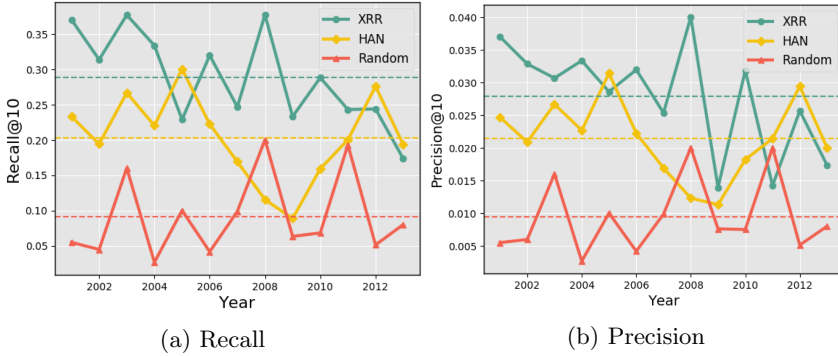 XRR
HAN
Random
Recall@10
0.35
0.30
0.25
0.20
0.15
0.10
0.05
2002
2004
2006
2008
2010
2012
Year
(a) Recall
XRR
HAN
Random
Precision@10
0.040
0.035
0.030
0.025
0.020
0.015
0.010
0.005
2002
2004
2006
2008
2010
2012
Year
(b) Precision